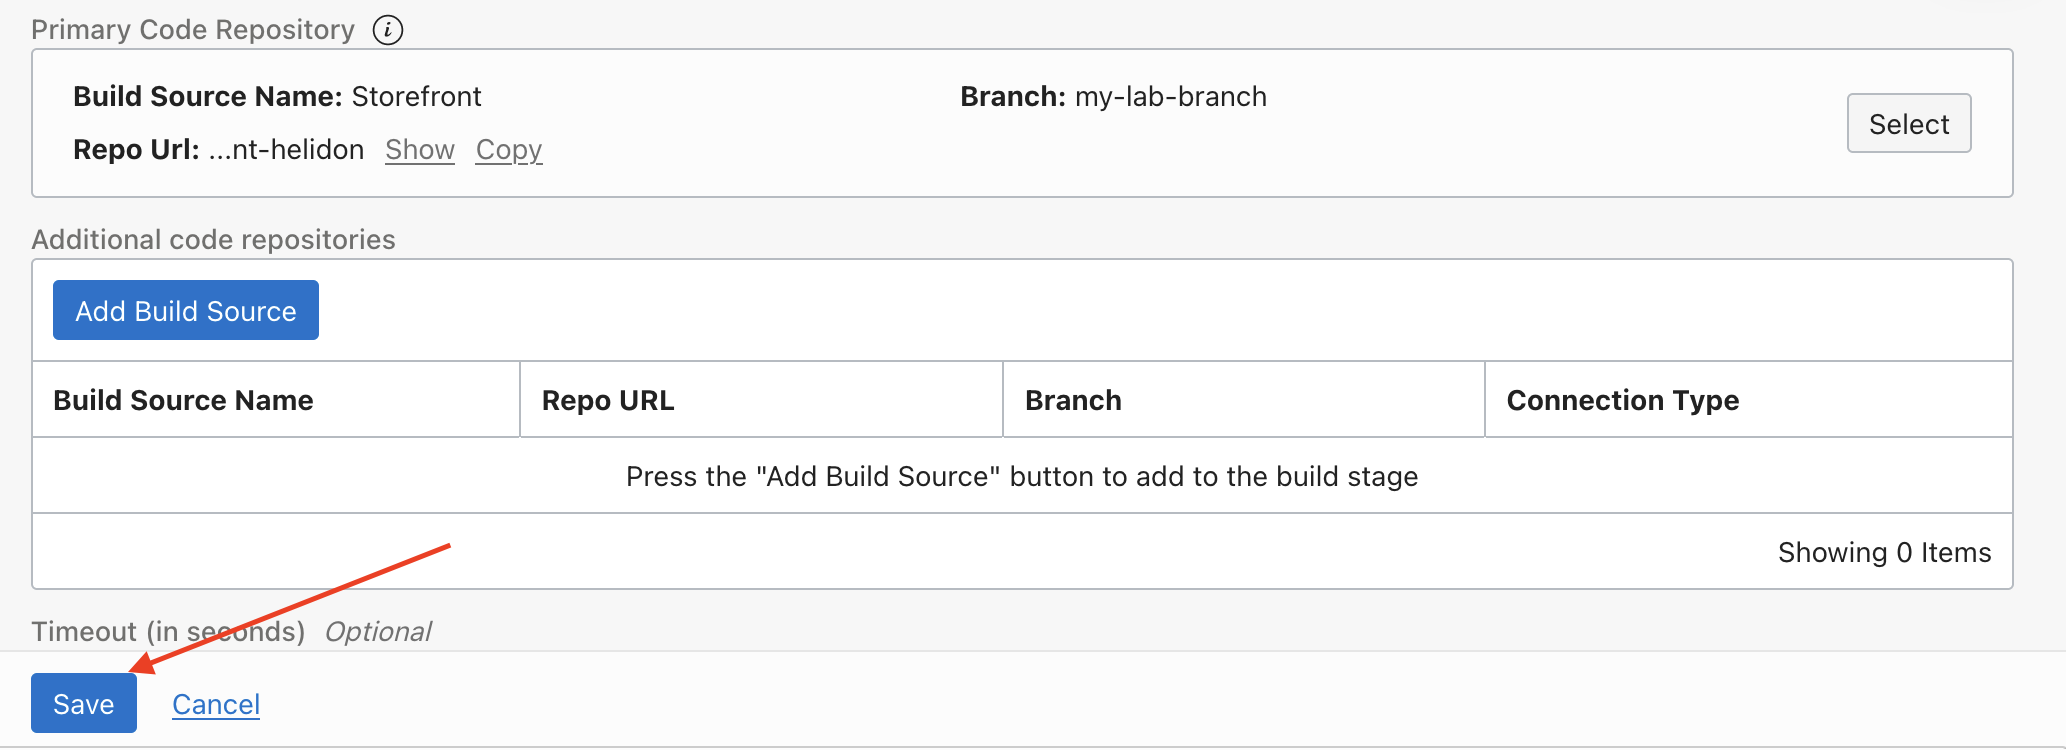 Primary Code Repository i
Build Source Name: Storefront
Branch: my-lab-branch
Select
Repo Url: ...nt-helidon Show Copy
Additional code repositories
Add Build Source
Build Source Name Repo URL Branch Connection Type
Press the "Add Build Source" button to add to the build stage
Showing 0 Items
Timeout (in seconds) Optional
Save Cancel